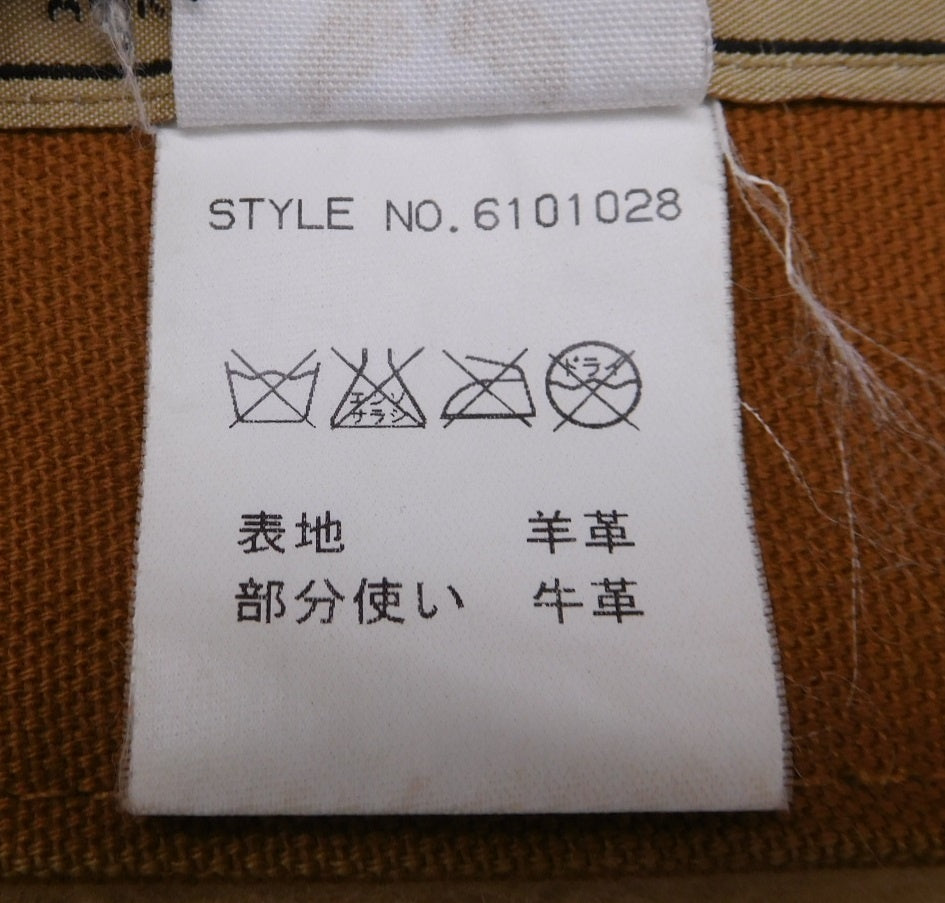 STYLE NO.6101028
エンソ
サラシ
ドライ
表地 羊革
部分使い 牛革